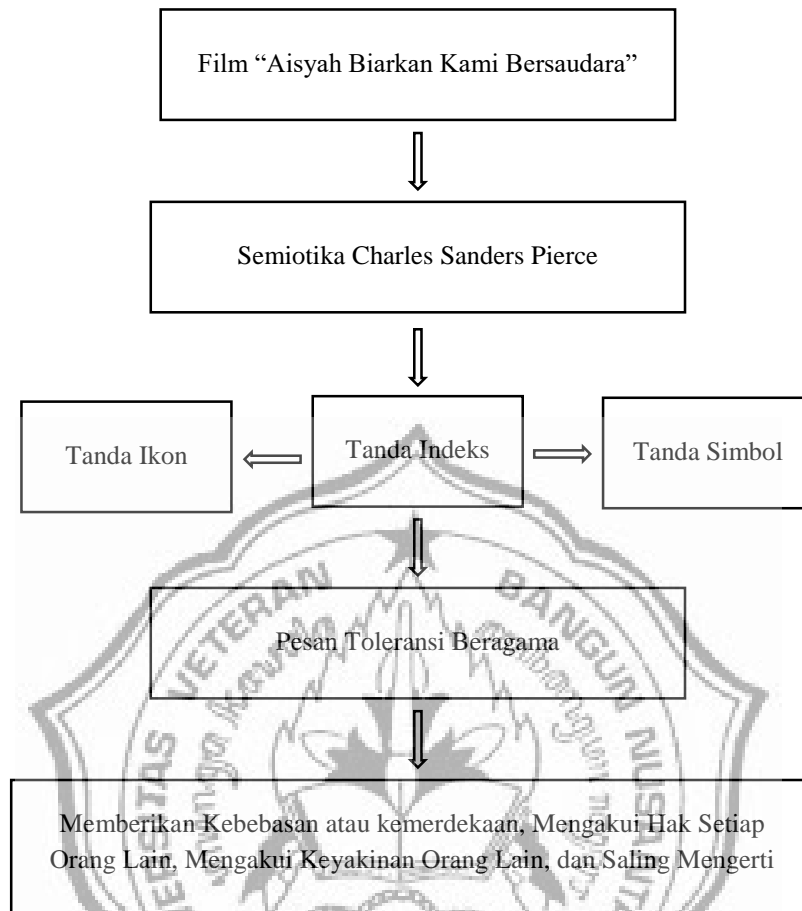 Film “Aisyah Biarkan Kami Bersaudara”
Semiotika Charles Sanders Pierce
Tanda Ikon
Tanda Indeks
Tanda Simbol
Pesan Toleransi Beragama
Memberikan Kebebasan atau kemerdekaan, Mengakui Hak Setiap
Orang Lain, Mengakui Keyakinan Orang Lain, dan Saling Mengerti
VETERAN BANGUN